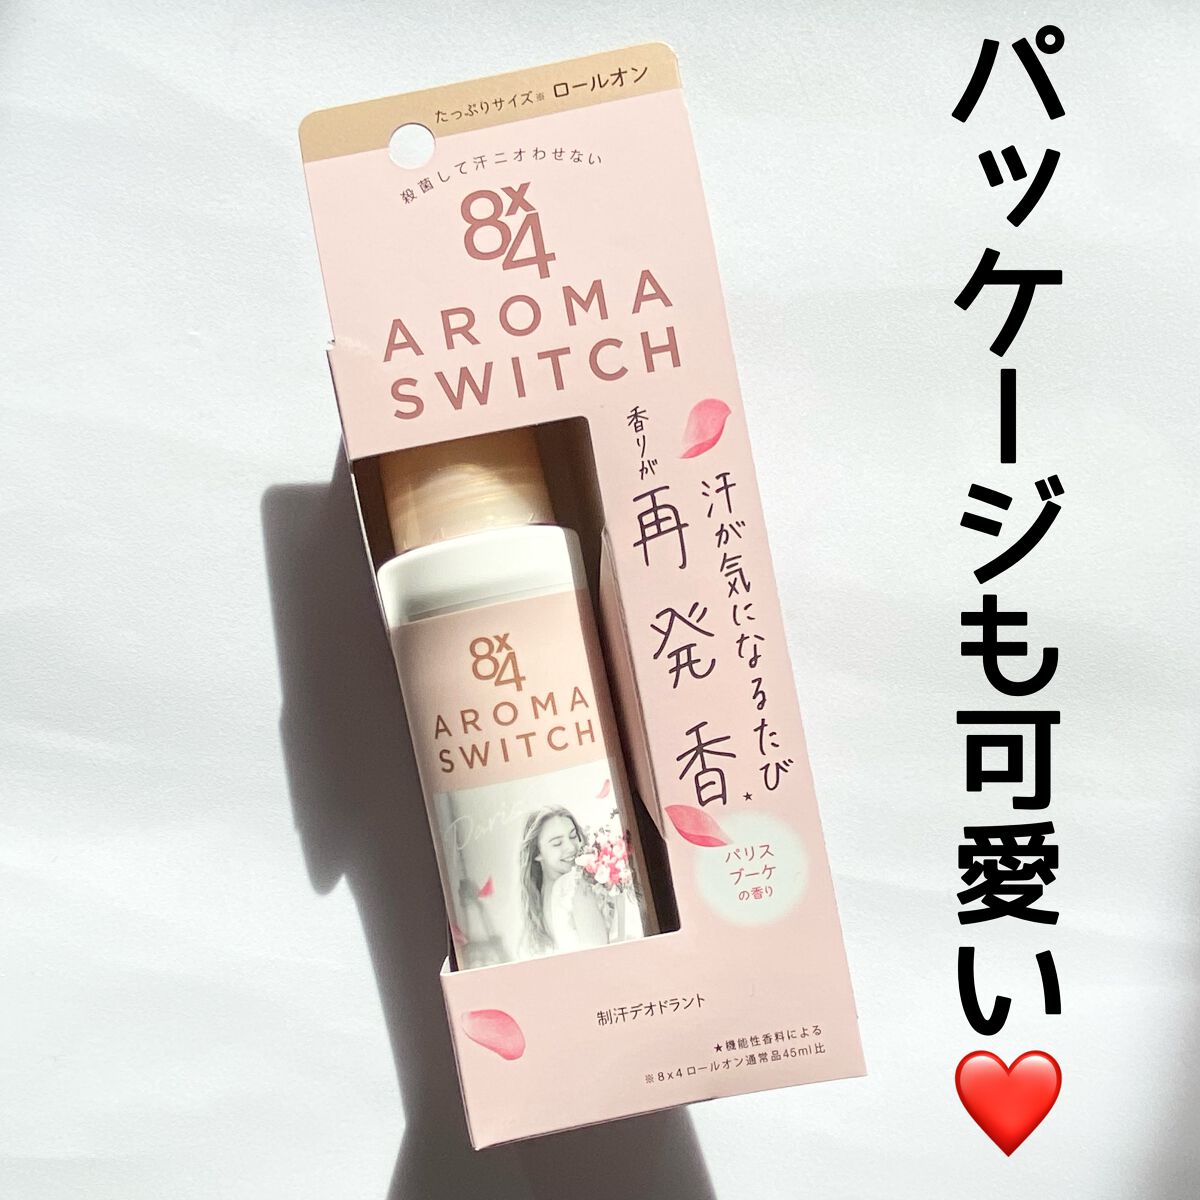 たっぷりサイズ※ ロールオン
殺菌して汗ニオわせない
8x4
AROMA
SWITCH
汗が気になるたび
香りが
再発香★
パリス
ブーケ
の香り
8x4
AROMA
SWITCH
Paris
制汗デオドラント
★機能性香料による
※8x4ロールオン通常品45ml比
パッケージも可愛い❤️